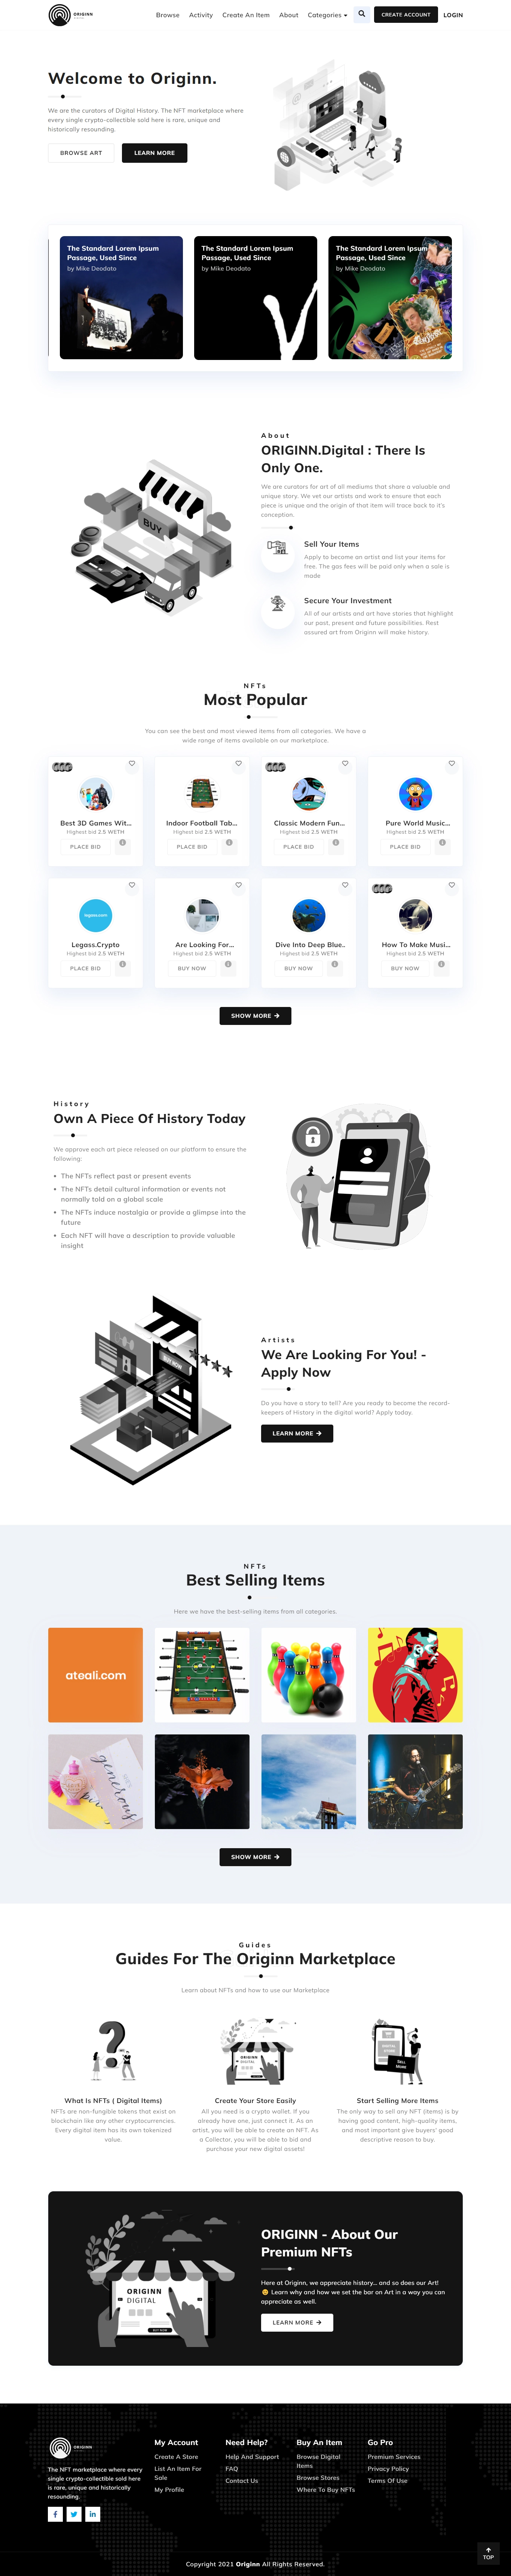 ORIGINN
Browse
Activity
Create An Item
About
Categories
CREATE ACCOUNT
LOGIN
Welcome to Originn.
We are the curators of Digital History. The NFT marketplace where
every single crypto-collectible sold here is rare, unique and
historically resounding.
BROWSE ART
LEARN MORE
The Standard Lorem Ipsum
Passage, Used Since
by Mike Deodato
The Standard Lorem Ipsum
Passage, Used Since
by Mike Deodato
The Standard Lorem Ipsum
Passage, Used Since
by Mike Deodato
BUY
About
ORIGINN.Digital : There Is
Only One.
We are curators for art of all mediums that share a valuable and
unique story. We vet our artists and work to ensure that each
piece is unique and the origin of that item will trace back to it's
conception.
Sell Your Items
Apply to become an artist and list your items for
free. The gas fees will be paid only when a sale is
made
Secure Your Investment
All of our artists and art have stories that highlight
our past, present and future possibilities. Rest
assured art from Originn will make history.
NFTs
Most Popular
You can see the best and most viewed items from all categories. We have a
wide range of items available on our marketplace.
Best 3D Games Wit...
Highest bid 2.5 WETH
PLACE BID
Indoor Football Tab...
Highest bid 2.5 WETH
PLACE BID
Classic Modern Fun...
Highest bid 2.5 WETH
PLACE BID
Pure World Music...
Highest bid 2.5 WETH
PLACE BID
legass.com
Legass.Crypto
Highest bid 2.5 WETH
PLACE BID
Are Looking For...
Highest bid 2.5 WETH
BUY NOW
Dive Into Deep Blue..
Highest bid 2.5 WETH
BUY NOW
How To Make Musi...
Highest bid 2.5 WETH
BUY NOW
SHOW MORE
History
Own A Piece Of History Today
We approve each art piece released on our platform to ensure the
following:
• The NFTs reflect past or present events
• The NFTs detail cultural information or events not
normally told on a global scale
• The NFTs induce nostalgia or provide a glimpse into the
future
• Each NFT will have a description to provide valuable
insight
BUY NOW
Artists
We Are Looking For You! -
Apply Now
Do you have a story to tell? Are you ready to become the record-
keepers of History in the digital world? Apply today.
LEARN MORE
NFTs
Best Selling Items
Here we have the best-selling items from all categories.
ateali.com
SHOW MORE
Guides
Guides For The Originn Marketplace
Learn about NFTs and how to use our Marketplace
ORIGINN
DIGITAL
SELL
MORE
What Is NFTs ( Digital Items)
NFTs are non-fungible tokens that exist on
blockchain like any other cryptocurrencies.
Every digital item has its own tokenized
value.
Create Your Store Easily
All you need is a crypto wallet. If you
already have one, just connect it. As an
artist, you will be able to create an NFT. As
a Collector, you will be able to bid and
purchase your new digital assets!
Start Selling More Items
The only way to sell any NFT (items) is by
having good content, high-quality items,
and most important give buyers' good
descriptive reason to buy.
ORIGINN
DIGITAL
BUY NOW
ORIGINN - About Our
Premium NFTs
Here at Originn, we appreciate history... and so does our Art!
😉 Learn why and how we set the bar on Art in a way you can
appreciate as well.
LEARN MORE
ORIGINN
The NFT marketplace where every
single crypto-collectible sold here
is rare, unique and historically
resounding.
My Account
Create A Store
List An Item For
Sale
My Profile
Need Help?
Help And Support
FAQ
Contact Us
Buy An Item
Browse Digital
Items
Browse Stores
Where To Buy NFTs
Go Pro
Premium Services
Privacy Policy
Terms Of Use
TOP
Copyright 2021 Originn All Rights Reserved.